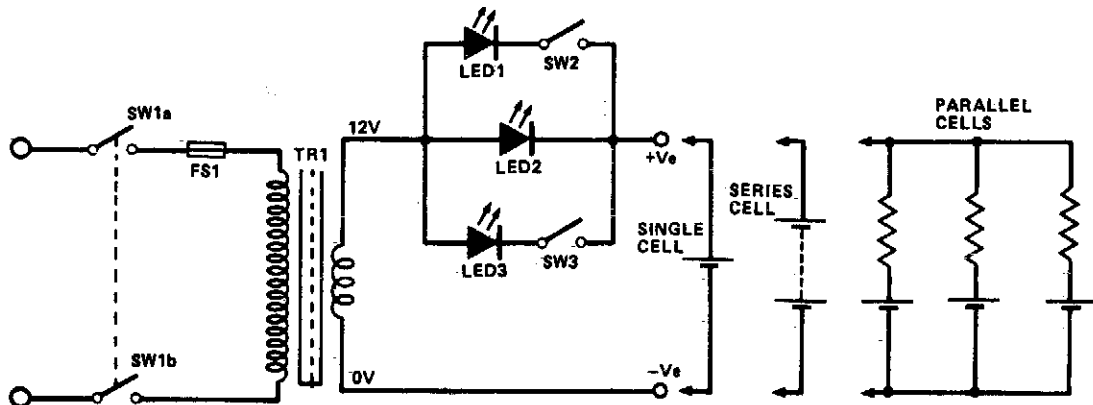 SW1a
FS1
TR1
12V
LED1
SW2
LED2
LED3
SW3
+Ve
SINGLE
CELL
SERIES
CELL
PARALLEL
CELLS
SW1b
0V
−Ve